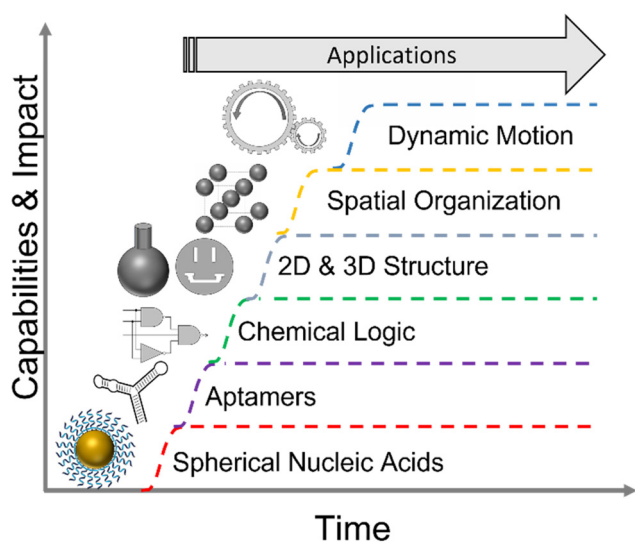 Applications
Dynamic Motion
Spatial Organization
2D & 3D Structure
Chemical Logic
Aptamers
Spherical Nucleic Acids
Capabilities & Impact
Time